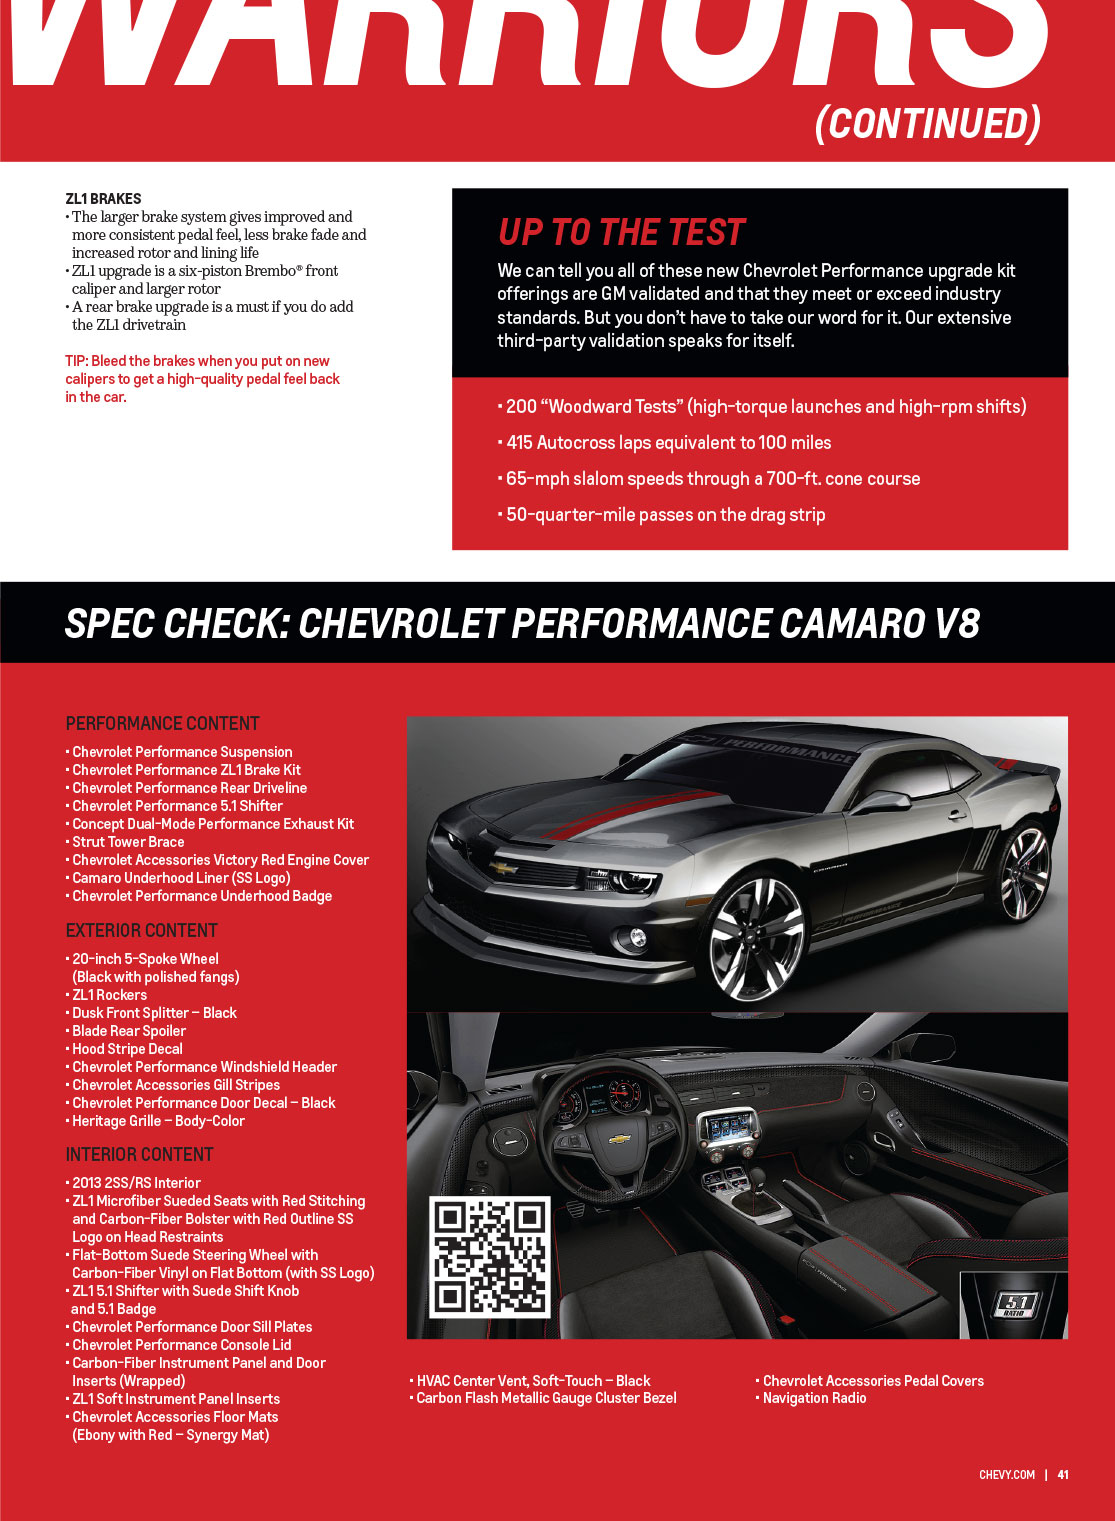 WARRIORS
(CONTINUED)
ZL1 BRAKES
• The larger brake system gives improved and
more consistent pedal feel, less brake fade and
increased rotor and lining life
• ZL1 upgrade is a six-piston Brembo® front
caliper and larger rotor
• A rear brake upgrade is a must if you do add
the ZL1 drivetrain
TIP: Bleed the brakes when you put on new
calipers to get a high-quality pedal feel back
in the car.
UP TO THE TEST
We can tell you all of these new Chevrolet Performance upgrade kit
offerings are GM validated and that they meet or exceed industry
standards. But you don't have to take our word for it. Our extensive
third-party validation speaks for itself.
• 200 “Woodward Tests” (high-torque launches and high-rpm shifts)
• 415 Autocross laps equivalent to 100 miles
• 65-mph slalom speeds through a 700-ft. cone course
• 50-quarter-mile passes on the drag strip
SPEC CHECK: CHEVROLET PERFORMANCE CAMARO V8
PERFORMANCE CONTENT
• Chevrolet Performance Suspension
• Chevrolet Performance ZL1 Brake Kit
• Chevrolet Performance Rear Driveline
• Chevrolet Performance 5.1 Shifter
• Concept Dual-Mode Performance Exhaust Kit
• Strut Tower Brace
• Chevrolet Accessories Victory Red Engine Cover
• Camaro Underhood Liner (SS Logo)
• Chevrolet Performance Underhood Badge
EXTERIOR CONTENT
• 20-inch 5-Spoke Wheel
(Black with polished fangs)
• ZL1 Rockers
• Dusk Front Splitter – Black
• Blade Rear Spoiler
• Hood Stripe Decal
• Chevrolet Performance Windshield Header
• Chevrolet Accessories Gill Stripes
• Chevrolet Performance Door Decal – Black
• Heritage Grille – Body-Color
INTERIOR CONTENT
• 2013 2SS/RS Interior
• ZL1 Microfiber Sueded Seats with Red Stitching
and Carbon-Fiber Bolster with Red Outline SS
Logo on Head Restraints
• Flat-Bottom Suede Steering Wheel with
Carbon-Fiber Vinyl on Flat Bottom (with SS Logo)
• ZL1 5.1 Shifter with Suede Shift Knob
and 5.1 Badge
• Chevrolet Performance Door Sill Plates
• Chevrolet Performance Console Lid
• Carbon-Fiber Instrument Panel and Door
Inserts (Wrapped)
• ZL1 Soft Instrument Panel Inserts
• Chevrolet Accessories Floor Mats
(Ebony with Red – Synergy Mat)
PERFORMANCE
5.1
RATIO
• HVAC Center Vent, Soft-Touch – Black
• Carbon Flash Metallic Gauge Cluster Bezel
• Chevrolet Accessories Pedal Covers
• Navigation Radio
CHEVY.COM | 41